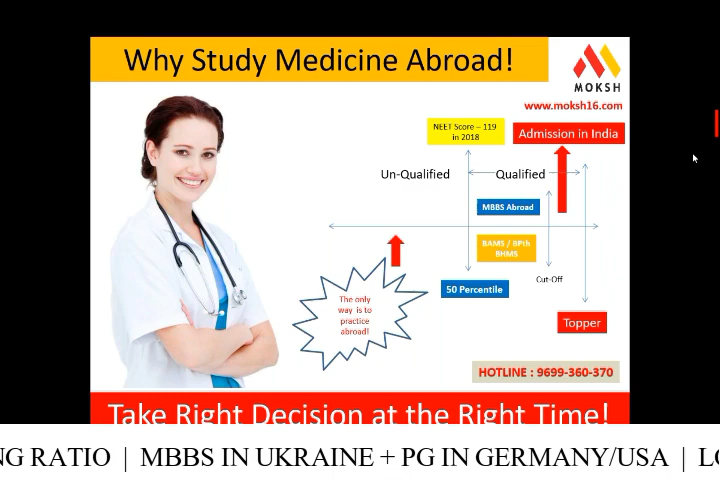 Why Study Medicine Abroad!
MOKSH
www.moksh16.com
NEET Score – 119
in 2018
Admission in India
Un-Qualified
Qualified
MBBS Abroad
BAMS / BPth
BHMS
Cut-Off
50 Percentile
The only
way is to
practice
abroad!
Topper
HOTLINE : 9699-360-370
Take Right Decision at the Right Time!
NG RATIO | MBBS IN UKRAINE + PG IN GERMANY/USA | LO